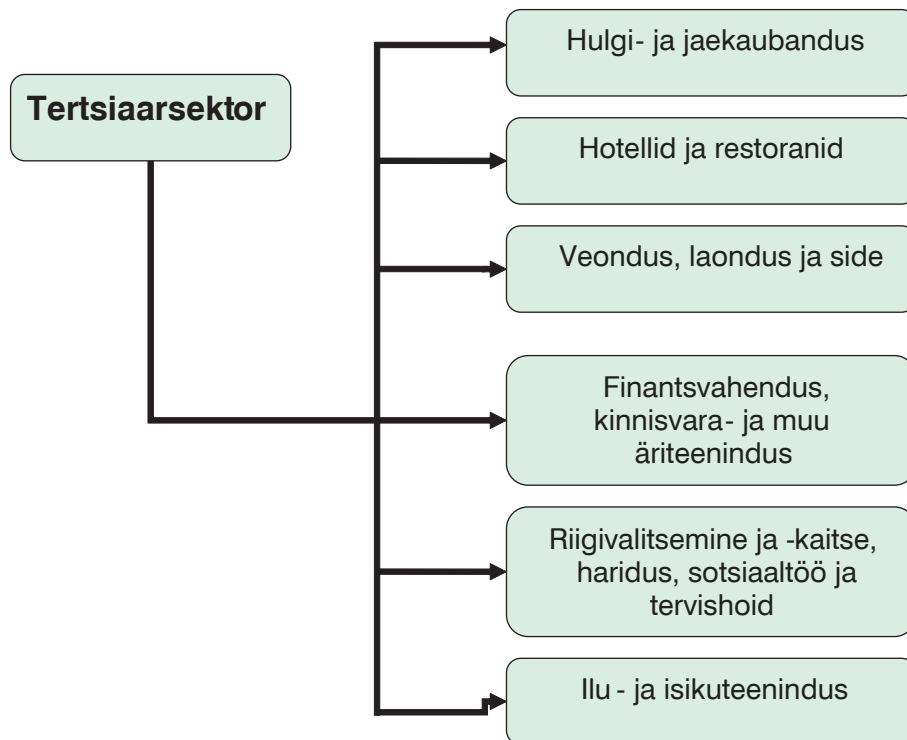 Tertsiaarsektor
Hulgi- ja jaekaubandus
Hotellid ja restoranid
Veondus, laondus ja side
Finantsvahendus,
kinnisvara- ja muu
äriteenindus
Riigivalitsemine ja -kaitse,
haridus, sotsiaaltöö ja
tervishoid
Ilu - ja isikuteenindus